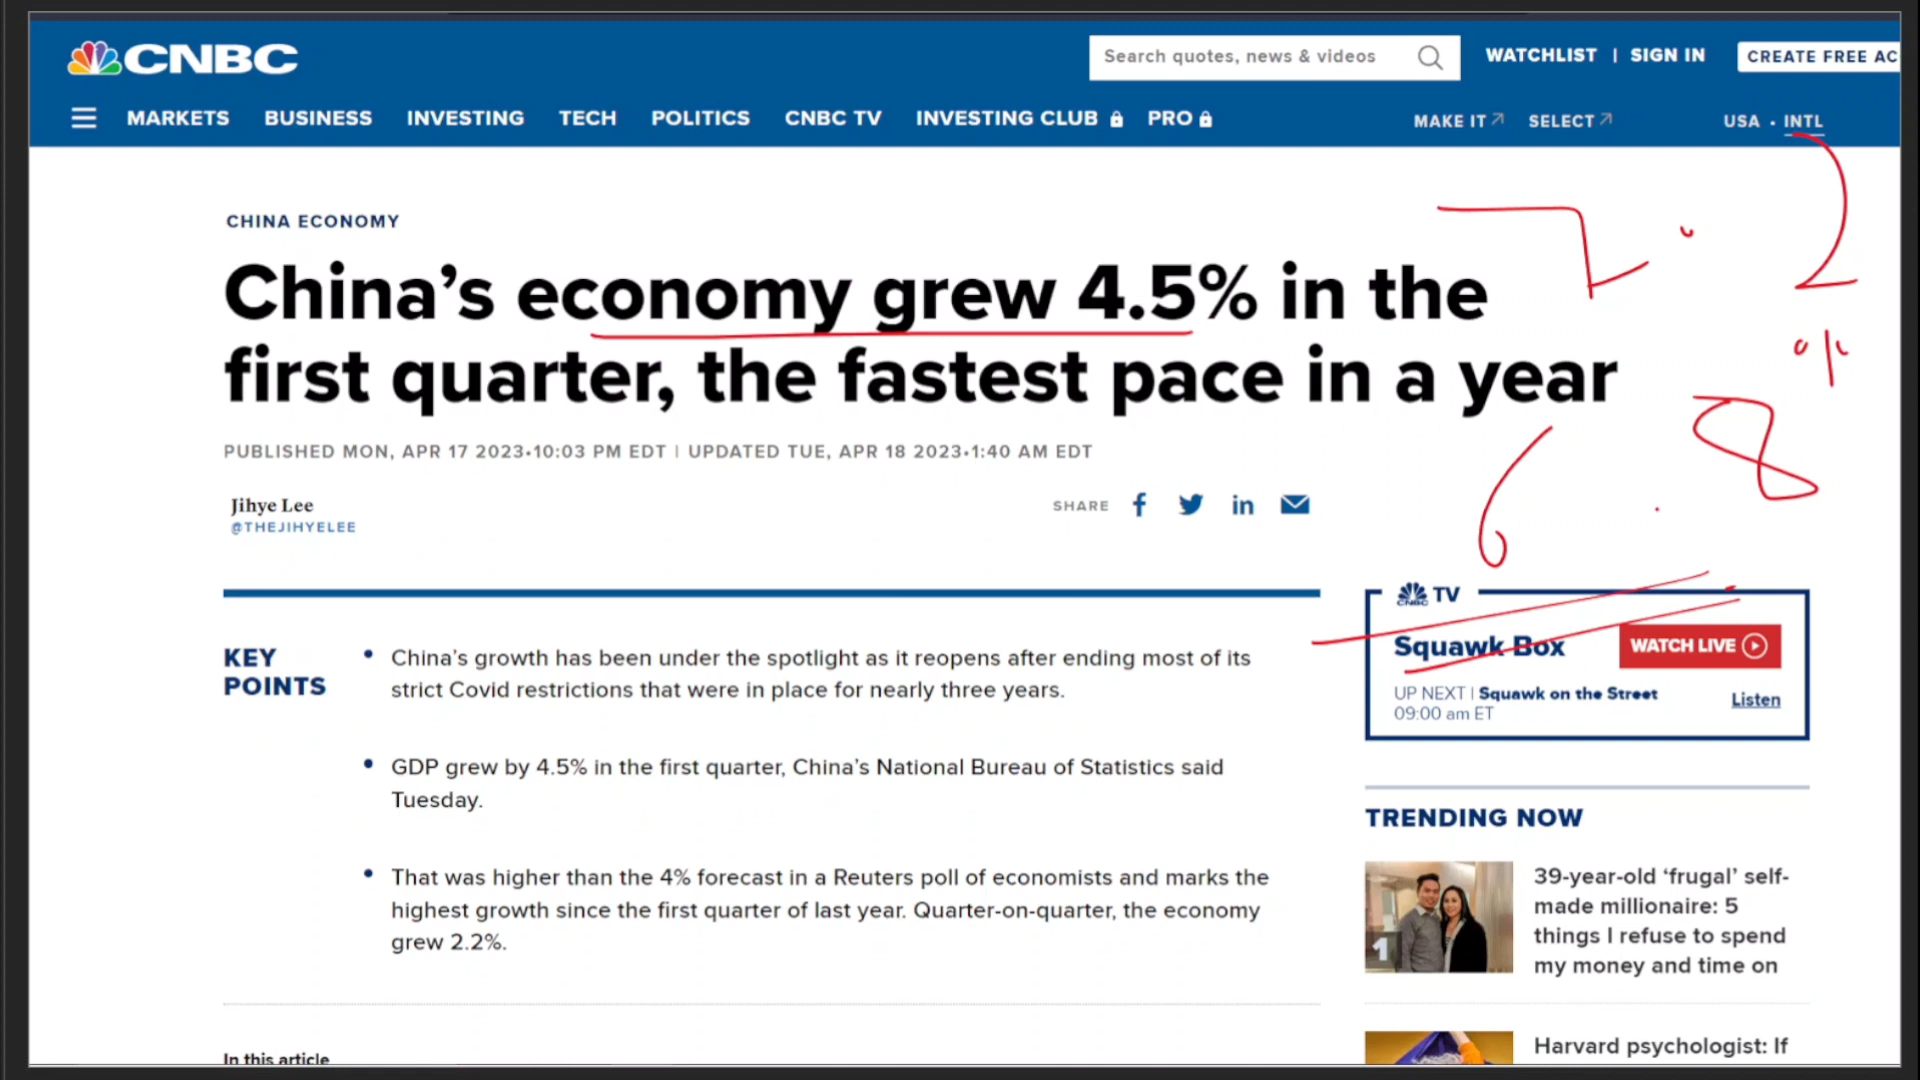 CNBC
Search quotes, news & videos
WATCHLIST | SIGN IN
CREATE FREE AC
MARKETS BUSINESS INVESTING TECH POLITICS CNBC TV INVESTING CLUB PRO
MAKE IT SELECT USA • INTL
7.2%
CHINA ECONOMY
China’s economy grew 4.5% in the
first quarter, the fastest pace in a year
6.8
PUBLISHED MON, APR 17 2023•10:03 PM EDT | UPDATED TUE, APR 18 2023•1:40 AM EDT
Jihye Lee
@THEJIHYELEE
SHARE
KEY
POINTS
China’s growth has been under the spotlight as it reopens after ending most of its
strict Covid restrictions that were in place for nearly three years.
GDP grew by 4.5% in the first quarter, China’s National Bureau of Statistics said
Tuesday.
That was higher than the 4% forecast in a Reuters poll of economists and marks the
highest growth since the first quarter of last year. Quarter-on-quarter, the economy
grew 2.2%.
In this article
CNBC TV
Squawk Box
WATCH LIVE
UP NEXT | Squawk on the Street
09:00 am ET
Listen
TRENDING NOW
1
39-year-old ‘frugal’ self-
made millionaire: 5
things I refuse to spend
my money and time on
Harvard psychologist: If